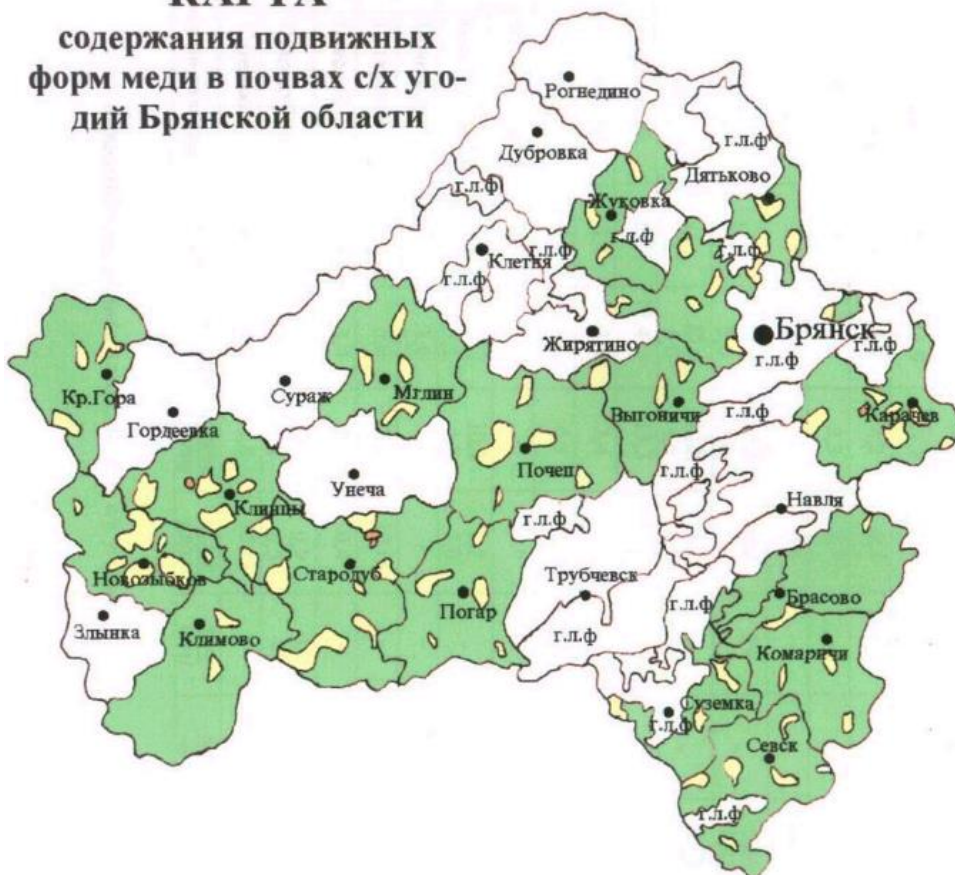 КАРТА
содержания подвижных
форм меди в почвах с/х уго-
дий Брянской области
Рогнедино
Дубровка
г.л.ф
Дятьково
г.л.ф
Жуковка
г.л.ф
г.л.ф
Клетня
г.л.ф
г.л.ф
Брянск
г.л.ф
г.л.ф
Жирятино
Кр.Гора
Сураж
Мглин
Выгоничи
г.л.ф
Карачев
Гордеевка
Почеп
г.л.ф
Унеча
Клинцы
Навля
г.л.ф
Новозыбков
Стародуб
Трубчевск
Погар
г.л.ф
Брасово
Злынка
Климово
г.л.ф
Комаричи
Суземка
г.л.ф
Севск
г.л.ф